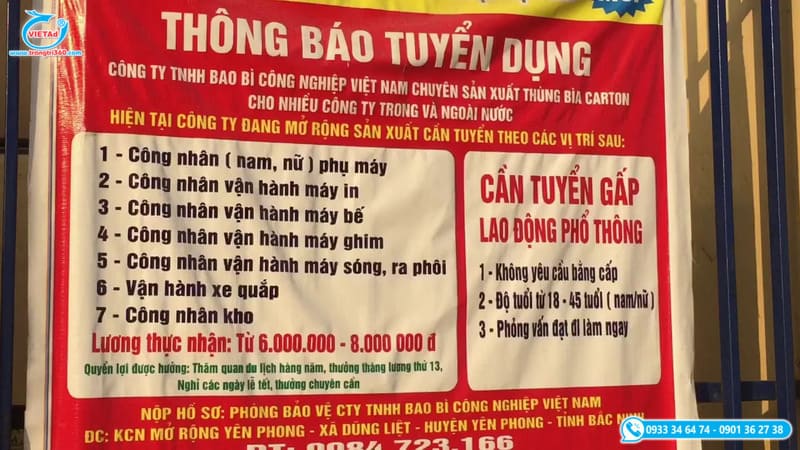 VIETAd
www.trangtri360.com
THÔNG BÁO TUYỂN DỤNG
CÔNG TY TNHH BAO BÌ CÔNG NGHIỆP VIỆT NAM CHUYÊN SẢN XUẤT THÙNG BÌA CARTON
CHO NHIỀU CÔNG TY TRONG VÀ NGOÀI NƯỚC
HIỆN TẠI CÔNG TY ĐANG MỞ RỘNG SẢN XUẤT CẦN TUYỂN THEO CÁC VỊ TRÍ SAU:
1 - Công nhân ( nam, nữ ) phụ máy
2 - Công nhân vận hành máy in
3 - Công nhân vận hành máy bế
4 - Công nhân vận hành máy ghim
5 - Công nhân vận hành máy sóng, ra phôi
6 - Vận hành xe quắp
7 - Công nhân kho
Lương thực nhận: Từ 6.000.000 - 8.000 000 đ
Quyền lợi được hưởng: Thăm quan du lịch hàng năm, thưởng tháng lương thứ 13,
Nghỉ các ngày lễ tết, thưởng chuyên cần
CẦN TUYỂN GẤP
LAO ĐỘNG PHỔ THÔNG
1 - Không yêu cầu bằng cấp
2 - Độ tuổi từ 18 - 45 tuổi ( nam/nữ )
3 - Phỏng vấn đạt đi làm ngay
NỘP HỒ SƠ: PHÒNG BẢO VỆ CTY TNHH BAO BÌ CÔNG NGHIỆP VIỆT NAM
ĐC: KCN MỞ RỘNG YÊN PHONG - XÃ DŨNG LIỆT - HUYỆN YÊN PHONG - TỈNH BẮC NINH
ĐT: 0984.723.166
0933 34 64 74 - 0901 36 27 38